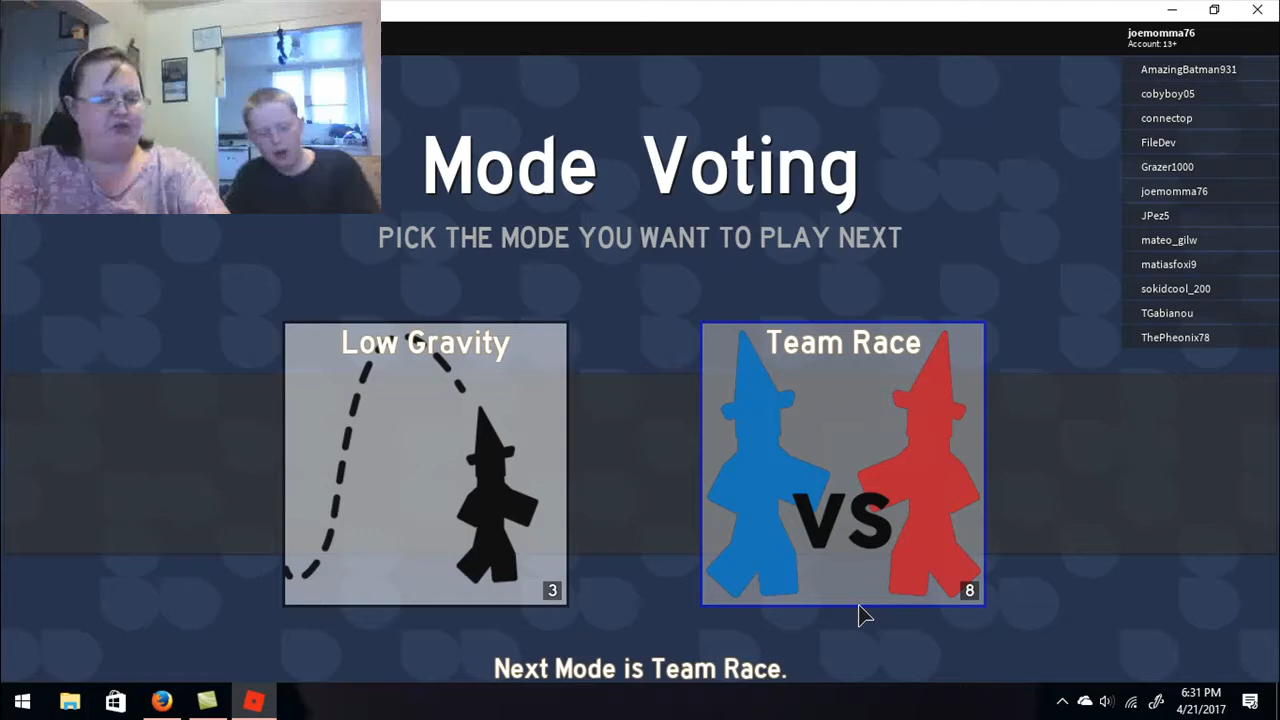 joemomma76
Account: 13+
AmazingBatman931
cobyboy05
connectop
FileDev
Grazer1000
joemomma76
JPez5
mateo_gilw
matiasfoxi9
sokidcool_200
TGabianou
ThePheonix78
Mode Voting
PICK THE MODE YOU WANT TO PLAY NEXT
Low Gravity
3
Team Race
VS
8
Next Mode is Team Race.
6:31 PM
4/21/2017